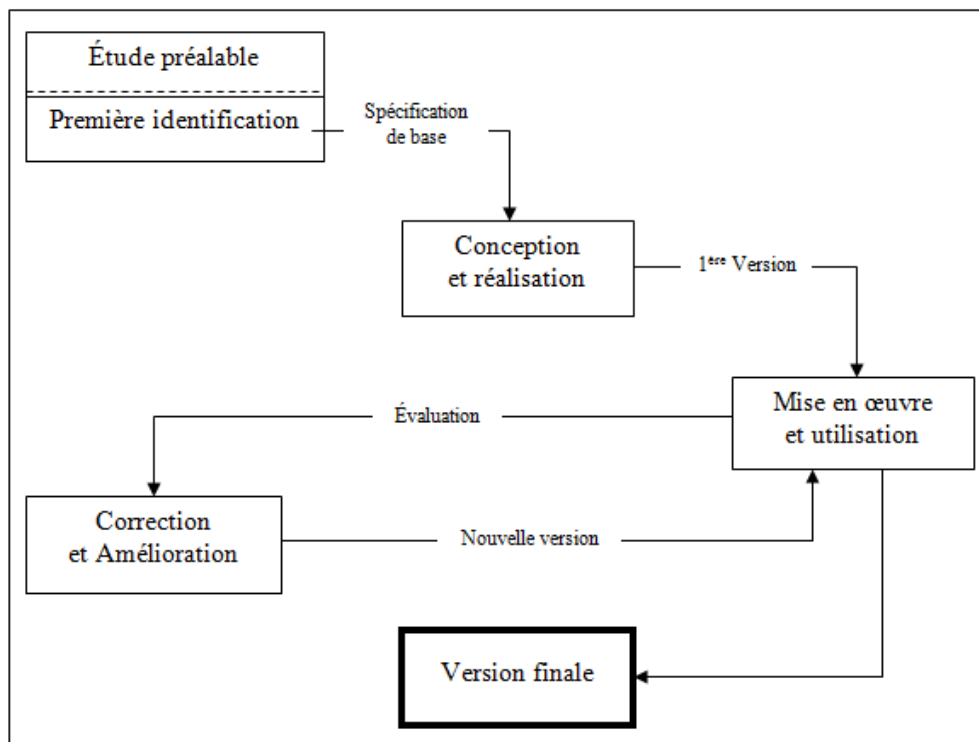 Étude préalable
Première identification
Spécification
de base
Conception
et réalisation
1ère Version
Mise en œuvre
et utilisation
Évaluation
Correction
et Amélioration
Nouvelle version
Version finale